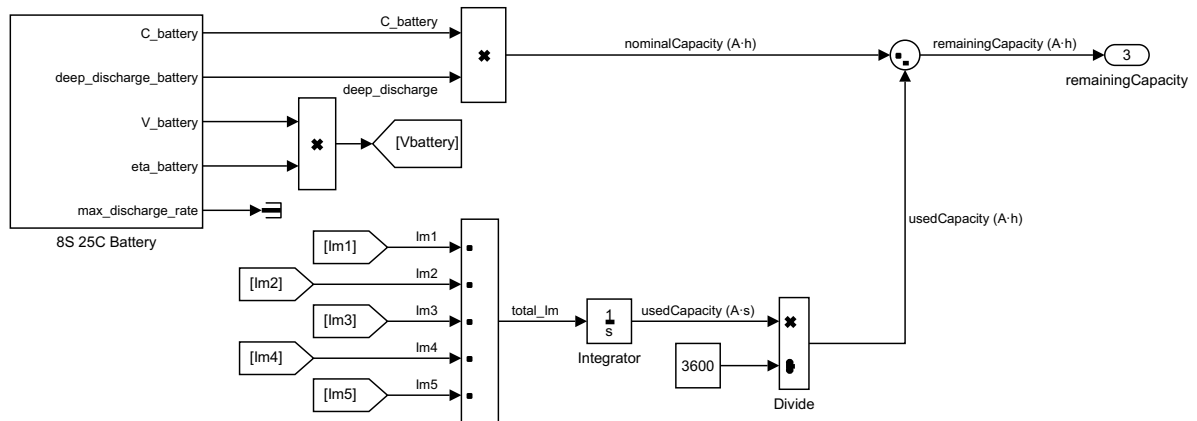 C_battery
C_battery
nominalCapacity (A·h)
remainingCapacity (A·h)
3
remainingCapacity
deep_discharge_battery
deep_discharge
V_battery
[Vbattery]
eta_battery
max_discharge_rate
8S 25C Battery
usedCapacity (A·h)
[Im1]
Im1
[Im2]
Im2
[Im3]
Im3
total_Im
1
s
usedCapacity (A·s)
Integrator
[Im4]
Im4
3600
[Im5]
Im5
Divide